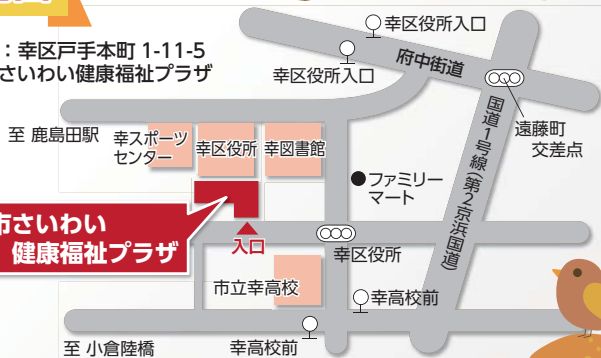 ：幸区戸手本町 1-11-5
さいわい健康福祉プラザ
幸区役所入口
幸区役所入口
府中街道
国道1号線(第2京浜国道)
遠藤町
交差点
至 鹿島田駅
幸スポーツ
センター
幸区役所
幸図書館
ファミリー
マート
市さいわい
健康福祉プラザ
入口
幸区役所
市立幸高校
幸高校前
至 小倉陸橋
幸高校前